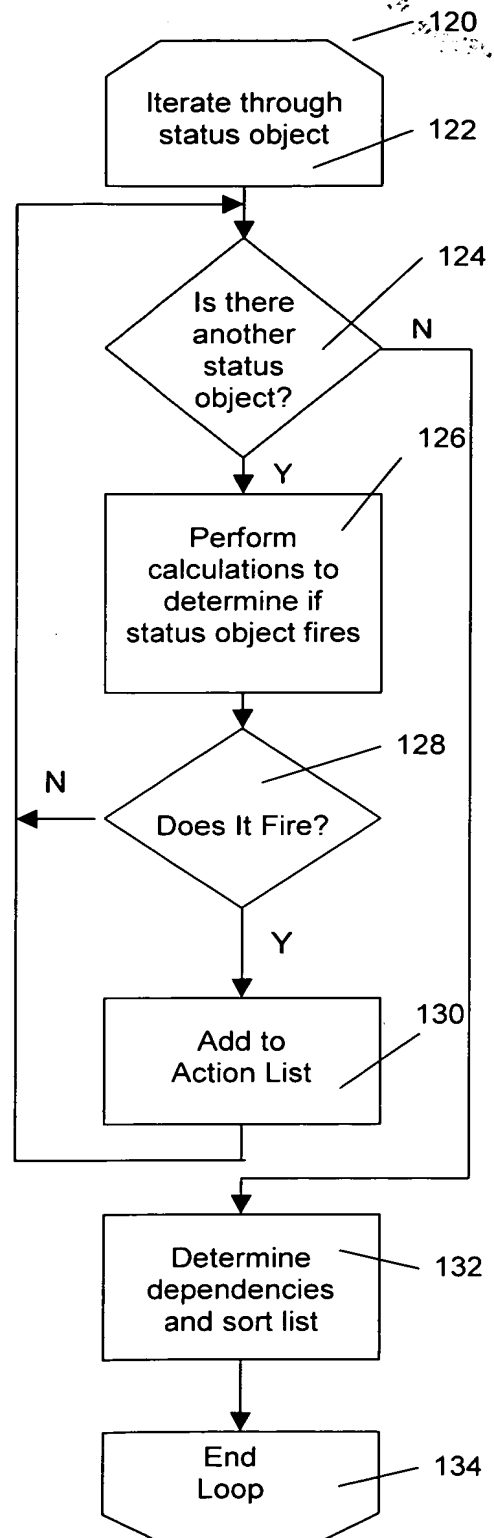 120
Iterate through
status object
122
124
Is there
another
status
object?
N
126
Y
Perform
calculations to
determine if
status object fires
128
N
Does It Fire?
Y
130
Add to
Action List
Determine
dependencies
and sort list
132
End
Loop
134